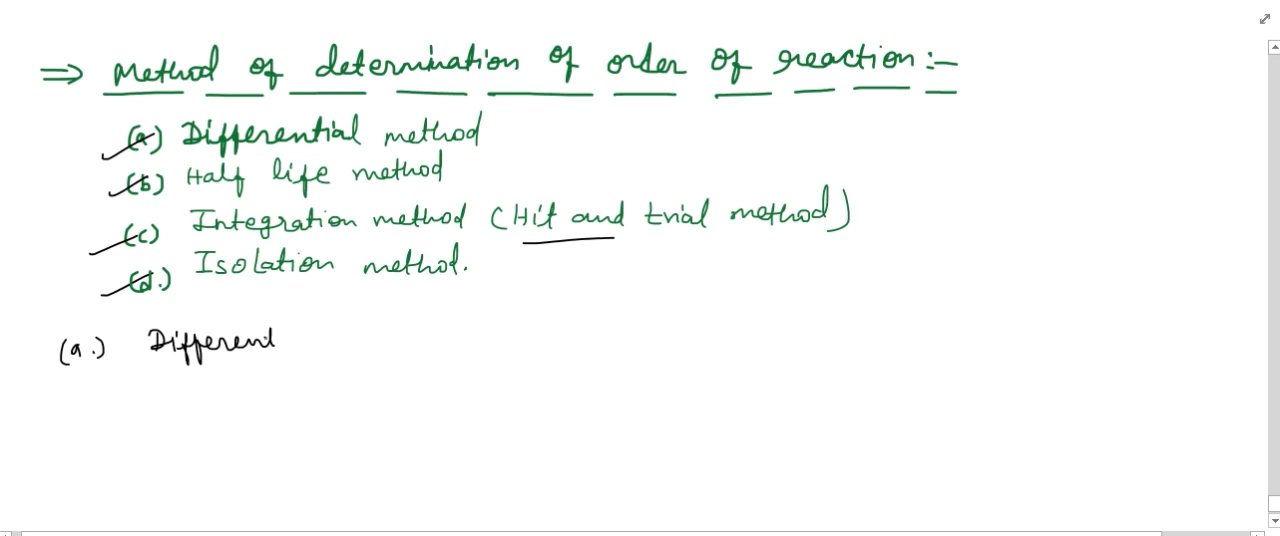 ⇒ Method of determination of order of reaction :-
(a) Differential method
(b) Half life method
(c) Integration method (Hit and trial method)
(d.) Isolation method.
(a.) Different